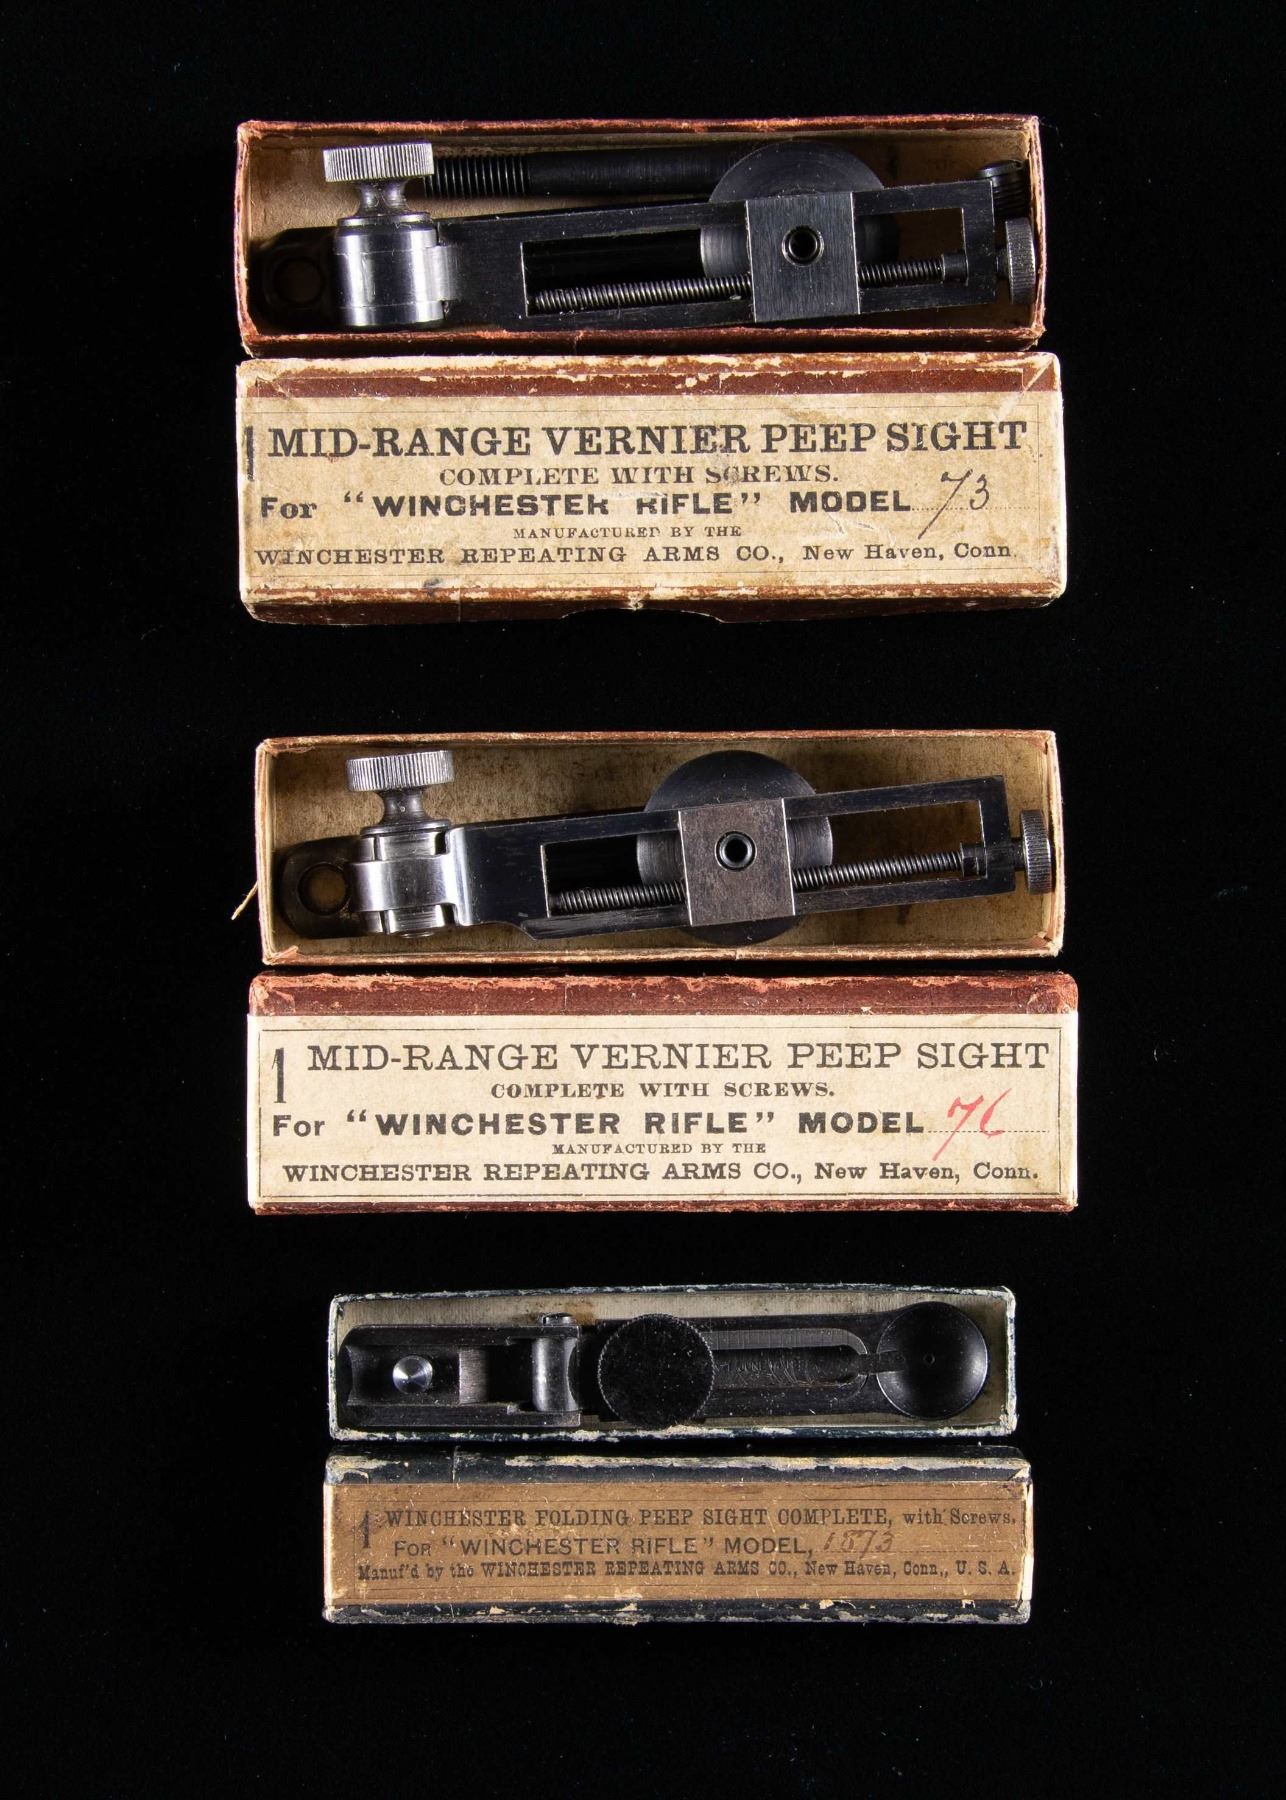 1 MID-RANGE VERNIER PEEP SIGHT
COMPLETE WITH SCREWS.
For "WINCHESTER RIFLE" MODEL 73
MANUFACTURED BY THE
WINCHESTER REPEATING ARMS CO., New Haven, Conn.
1 MID-RANGE VERNIER PEEP SIGHT
COMPLETE WITH SCREWS.
For "WINCHESTER RIFLE" MODEL 76
MANUFACTURED BY THE
WINCHESTER REPEATING ARMS CO., New Haven, Conn.
1 WINCHESTER FOLDING PEEP SIGHT COMPLETE, with Screws,
FOR "WINCHESTER RIFLE" MODEL, 1873
Manuf'd by the WINCHESTER REPEATING ARMS CO., New Haven, Conn., U. S. A.